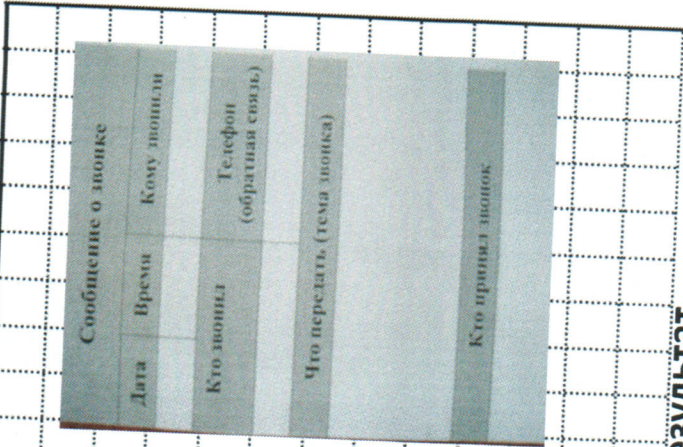 Сообщение о звонке
Дата Время Кому звонили
Кто звонил Телефон
(обратная связь)
Что передать (тема звонка)
Кто принял звонок